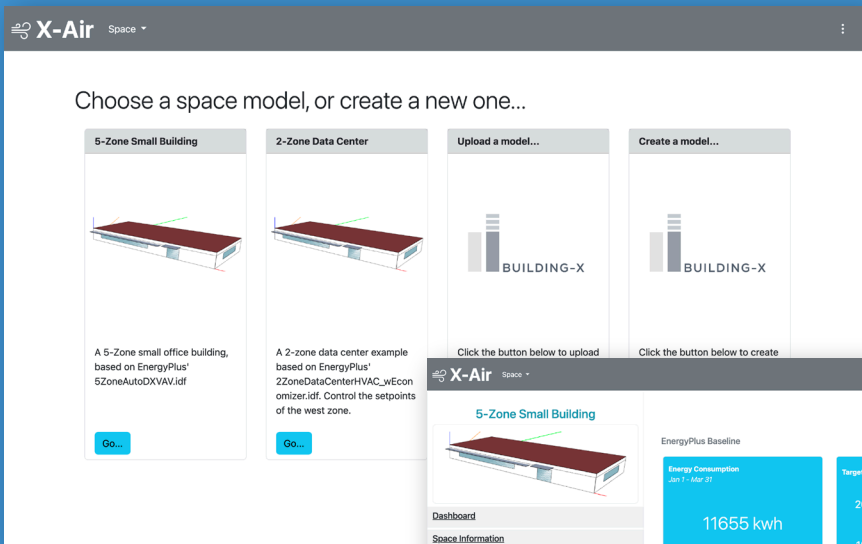 X-Air Space
Choose a space model, or create a new one...
5-Zone Small Building
A 5-Zone small office building,
based on EnergyPlus'
5ZoneAutoDXVAV.idf
Go...
2-Zone Data Center
A 2-zone data center example
based on EnergyPlus'
2ZoneDataCenterHVAC_wEcon
omizer.idf. Control the setpoints
of the west zone.
Go...
Upload a model...
BUILDING-X
Click the button below to upload
Create a model...
BUILDING-X
Click the button below to create
X-Air Space
5-Zone Small Building
Dashboard
Space Information
EnergyPlus Baseline
Energy Consumption
Jan 1 - Mar 31
11655 kwh
Target